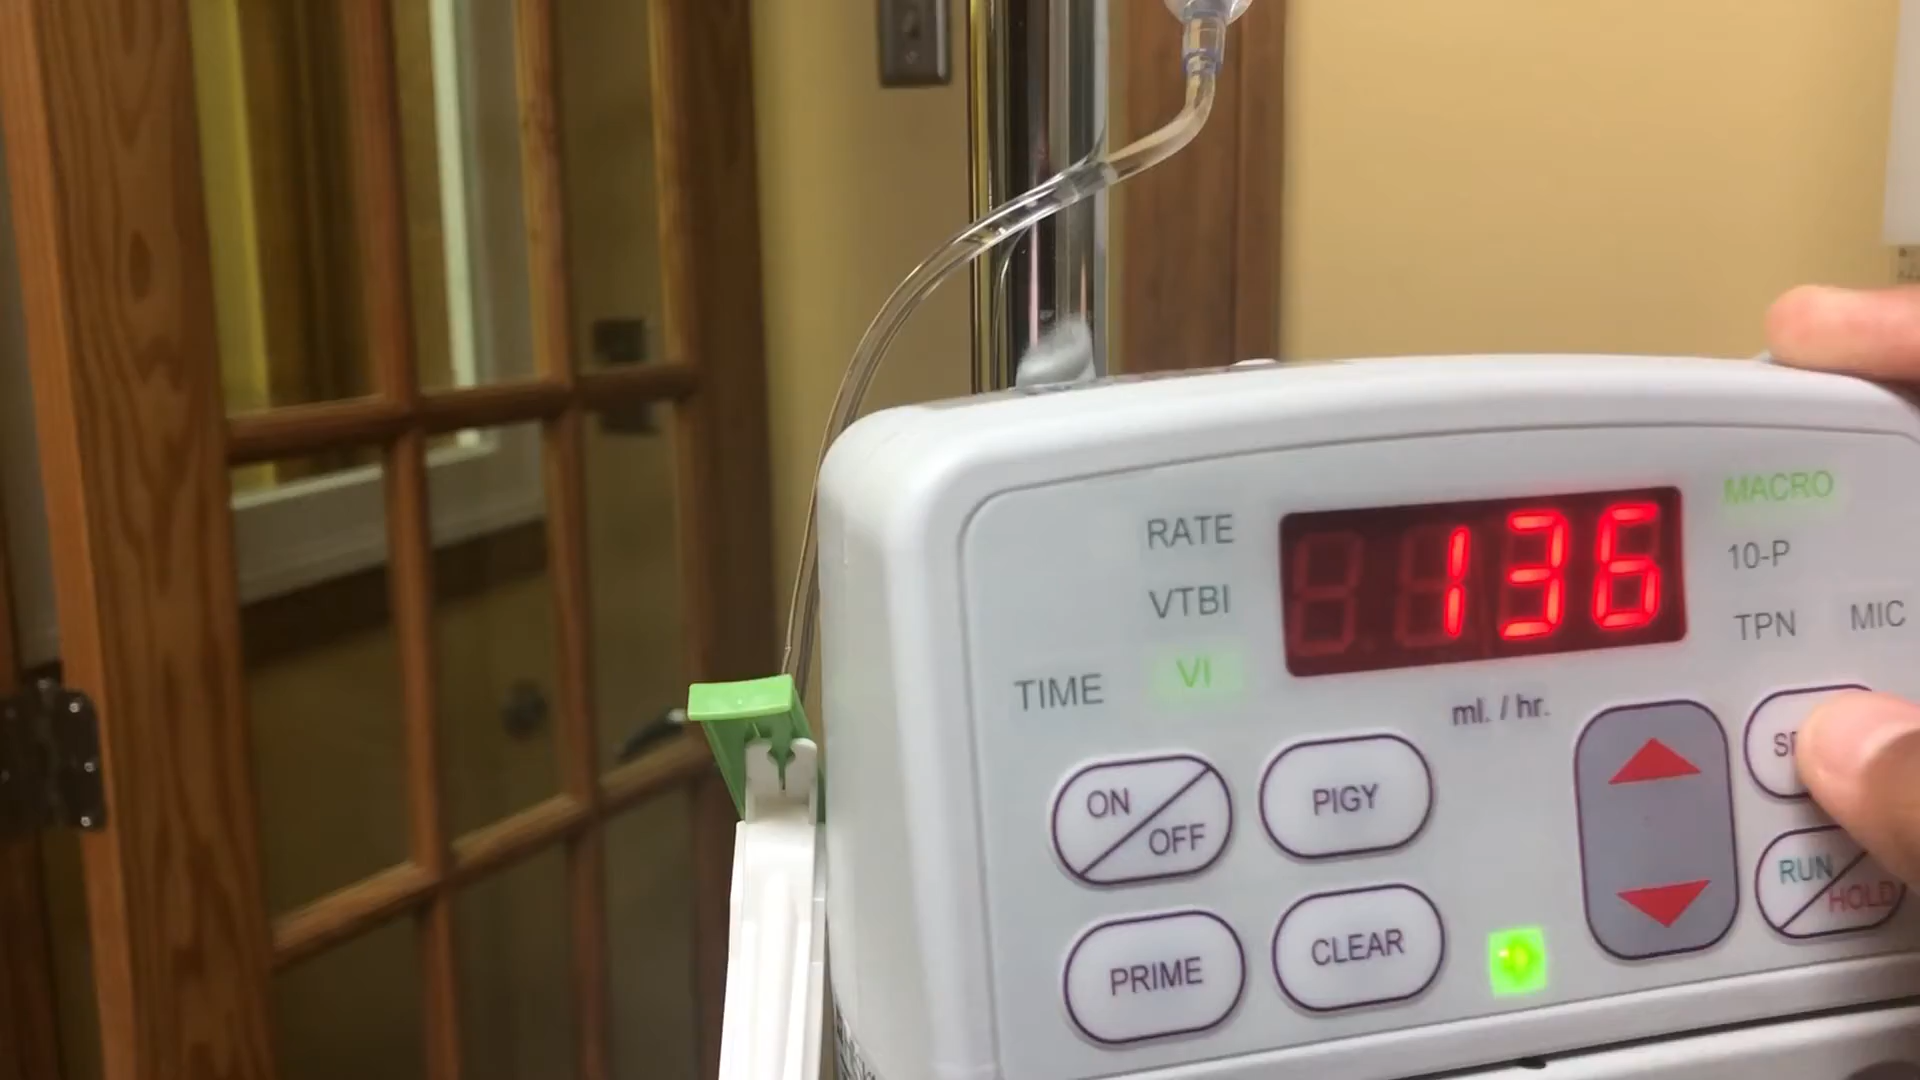 RATE
136
MACRO
VTBI
10-P
TIME
VI
TPN
MIC
ml. / hr.
ON
OFF
PIGY
RUN
HOLD
PRIME
CLEAR